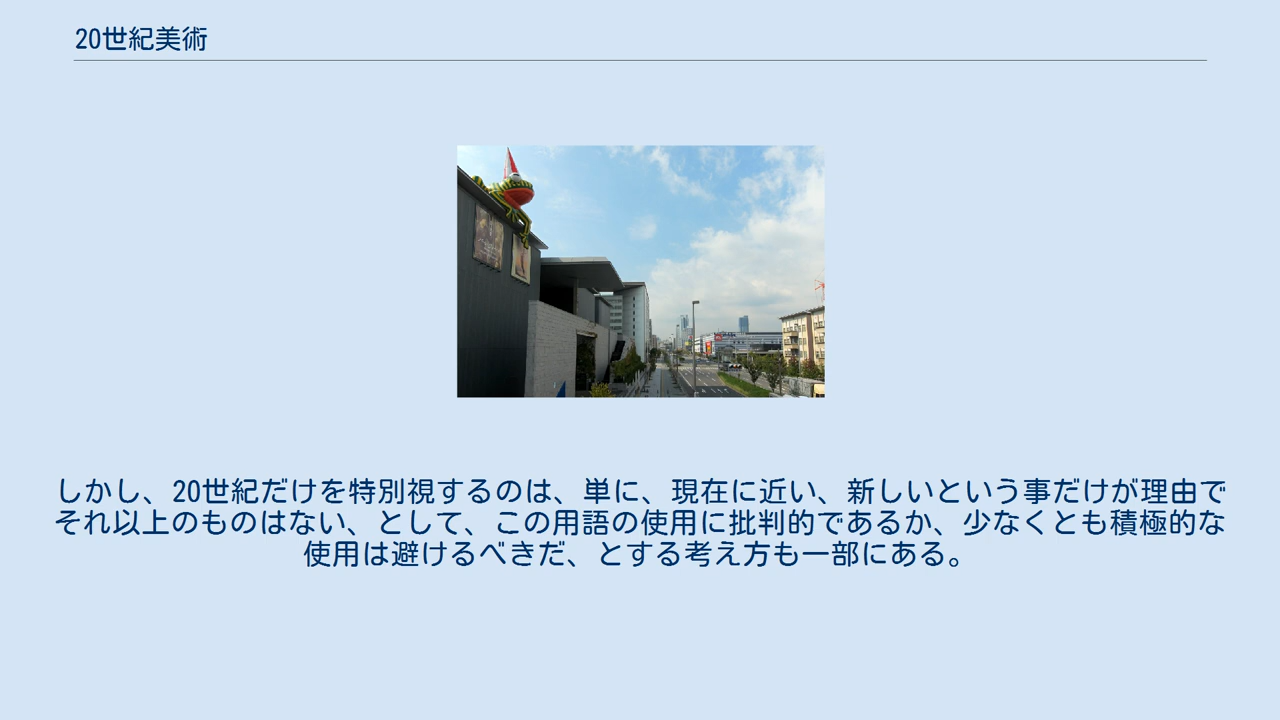 20世紀美術
しかし、20世紀だけを特別視するのは、単に、現在に近い、新しいという事だけが理由で
それ以上のものはない、として、この用語の使用に批判的であるか、少なくとも積極的な
使用は避けるべきだ、とする考え方も一部にある。